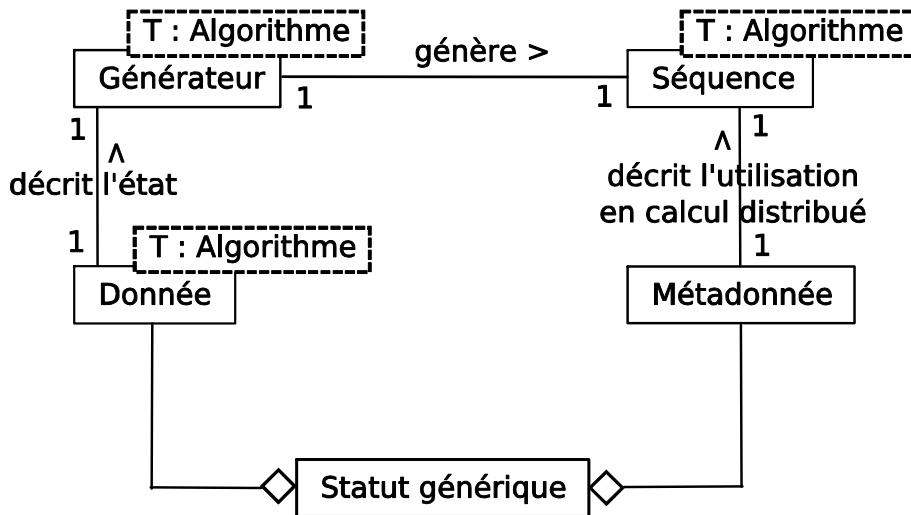 T : Algorithme
Générateur
génère >
T : Algorithme
Séquence
1
1
1
1
^
décrit l'état
^
décrit l'utilisation
en calcul distribué
1
1
T : Algorithme
Donnée
Métadonnée
Statut générique